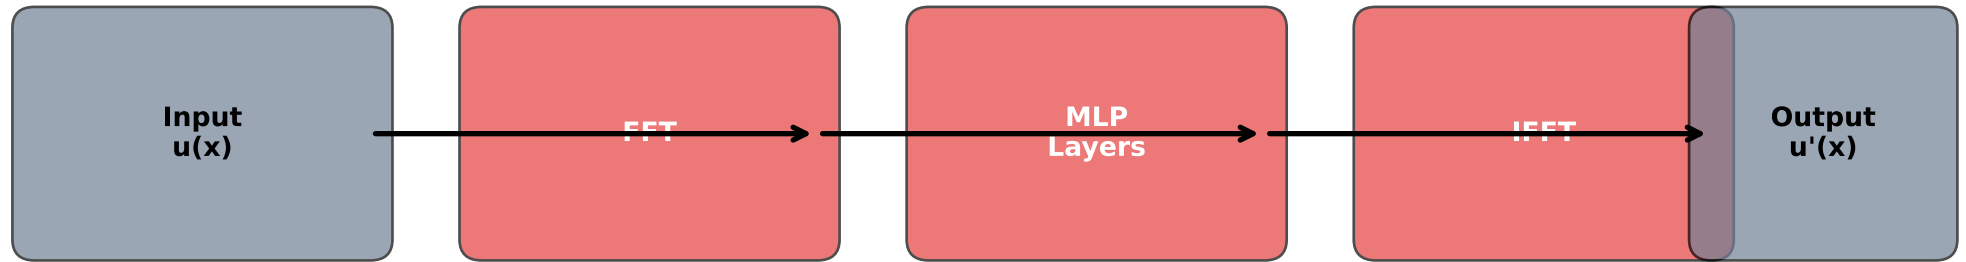 Input
u(x)
FFT
MLP
Layers
IFFT
Output
u'(x)